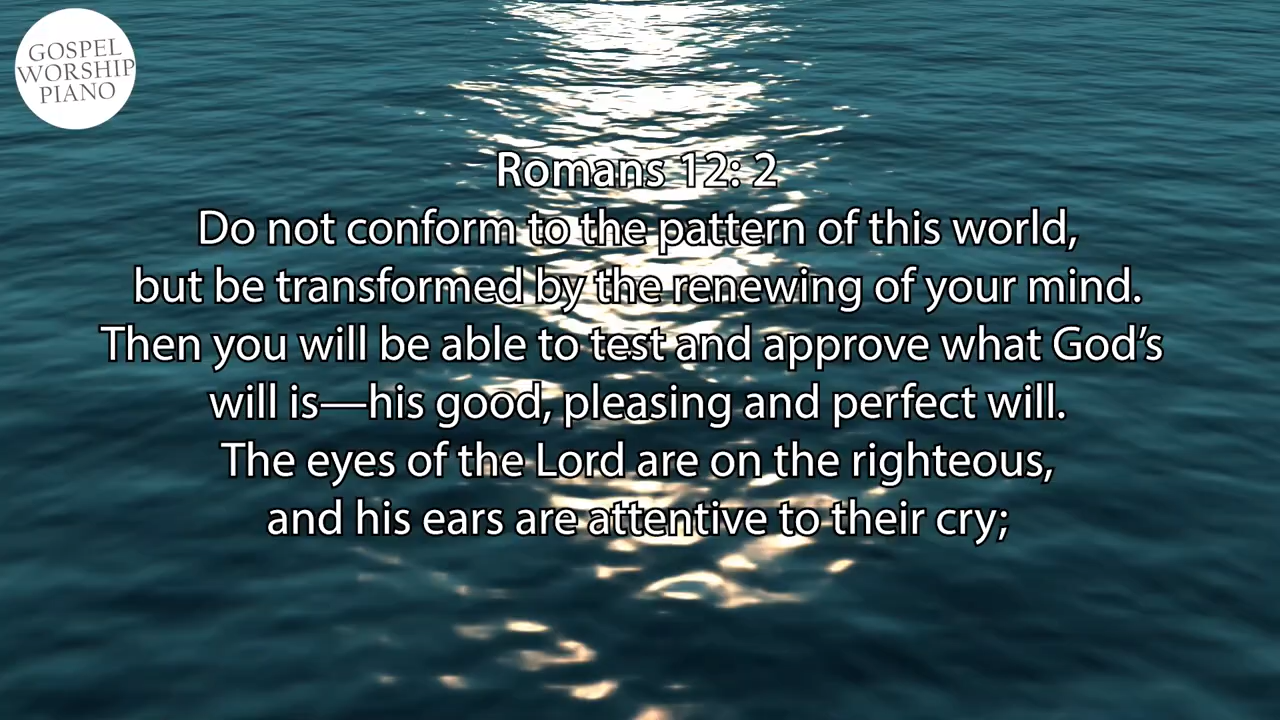 GOSPEL
WORSHIP
PIANO
Romans 12: 2
Do not conform to the pattern of this world,
but be transformed by the renewing of your mind.
Then you will be able to test and approve what God’s
will is—his good, pleasing and perfect will.
The eyes of the Lord are on the righteous,
and his ears are attentive to their cry;